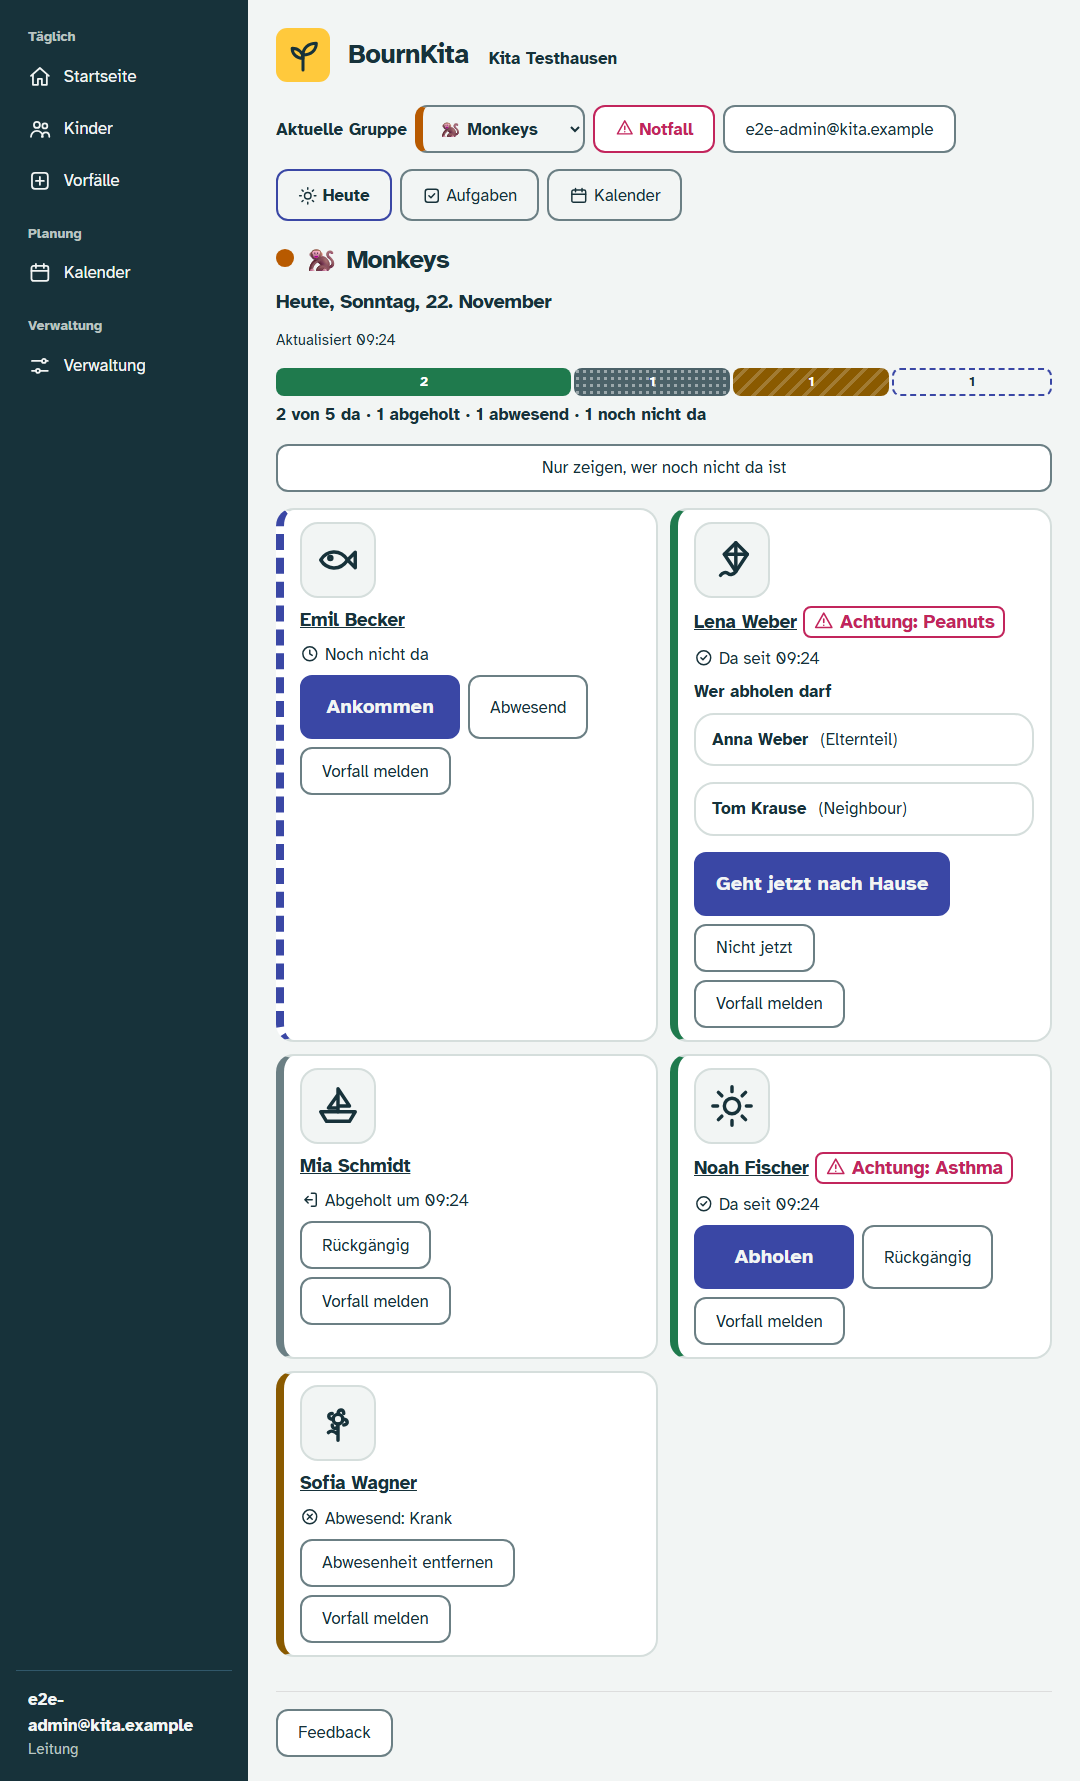 Täglich
Startseite
Kinder
Vorfälle
Planung
Kalender
Verwaltung
Verwaltung
e2e-
admin@kita.example
Leitung
BournKita Kita Testhausen
Aktuelle Gruppe Monkeys Notfall e2e-admin@kita.example
Heute Aufgaben Kalender
Monkeys
Heute, Sonntag, 22. November
Aktualisiert 09:24
2 1 1 1
2 von 5 da · 1 abgeholt · 1 abwesend · 1 noch nicht da
Nur zeigen, wer noch nicht da ist
Emil Becker
Noch nicht da
Ankommen Abwesend
Vorfall melden
Lena Weber Achtung: Peanuts
Da seit 09:24
Wer abholen darf
Anna Weber (Elternteil)
Tom Krause (Neighbour)
Geht jetzt nach Hause
Nicht jetzt
Vorfall melden
Mia Schmidt
Abgeholt um 09:24
Rückgängig
Vorfall melden
Noah Fischer Achtung: Asthma
Da seit 09:24
Abholen Rückgängig
Vorfall melden
Sofia Wagner
Abwesend: Krank
Abwesenheit entfernen
Vorfall melden
Feedback